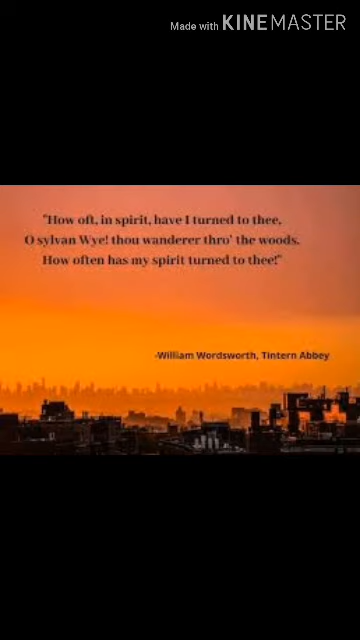 Made with KINEMASTER
"How oft, in spirit, have I turned to thee,
O sylvan Wye! thou wanderer thro' the woods,
How often has my spirit turned to thee!"
-William Wordsworth, Tintern Abbey